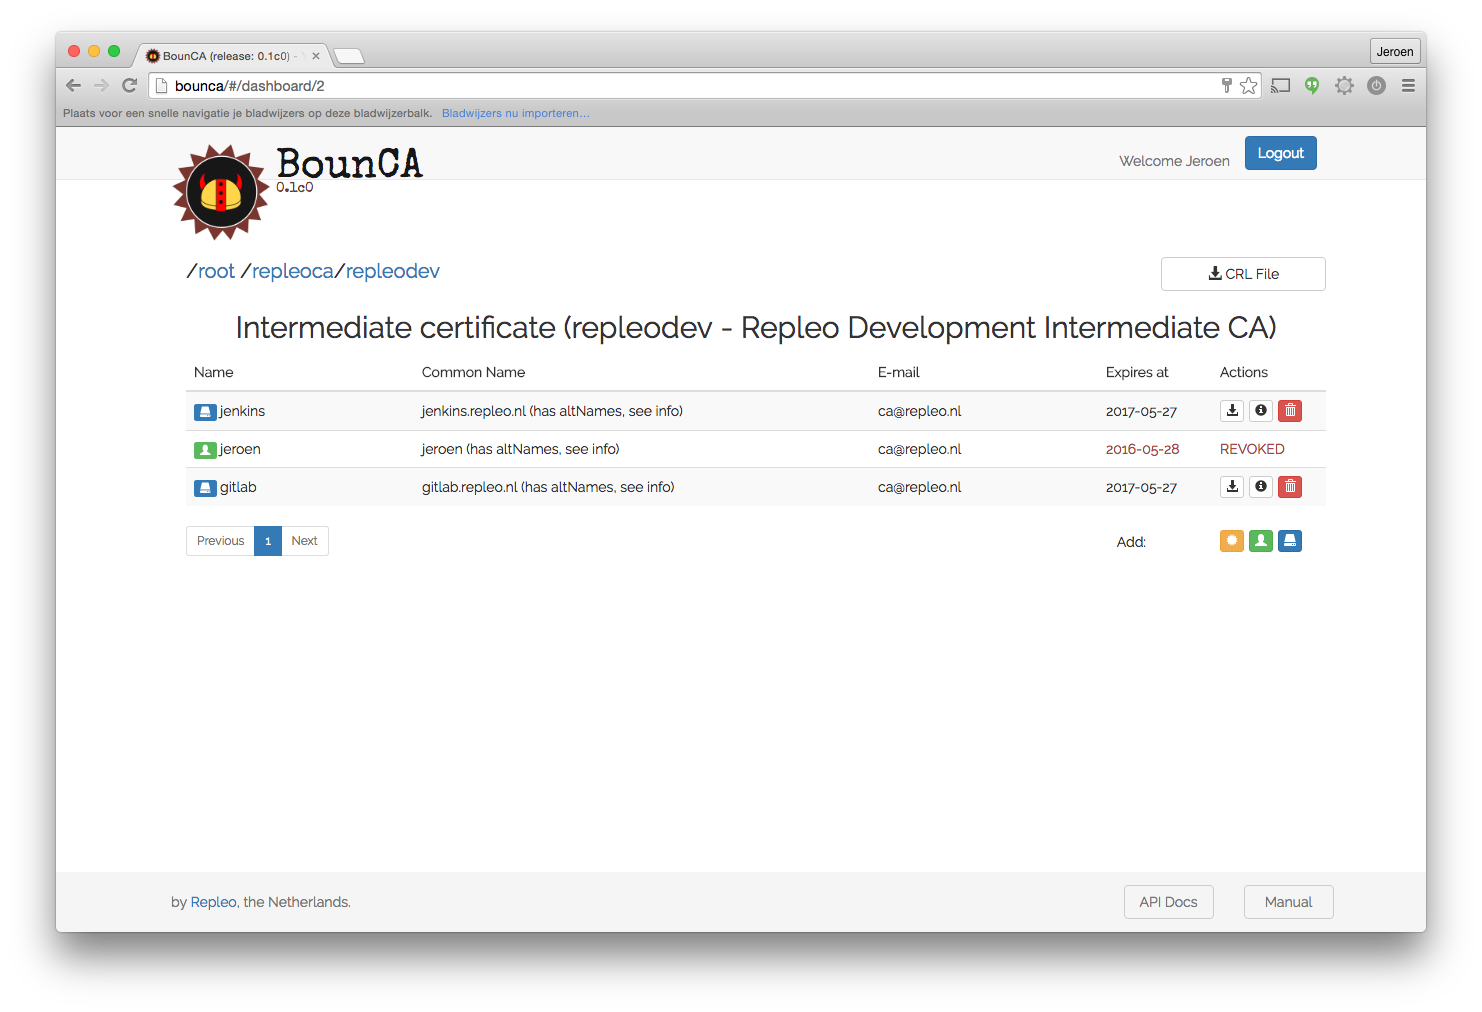 BounCA (release: 0.1c0) -
Jeroen
bounca/#/dashboard/2
Plaats voor een snelle navigatie je bladwijzers op deze bladwijzerbalk. Bladwijzers nu importeren...
BounCA
0.1c0
Welcome Jeroen
Logout
/root /repleoca/repleodev
CRL File
Intermediate certificate (repleodev - Repleo Development Intermediate CA)
Name Common Name E-mail Expires at Actions
jenkins jenkins.repleo.nl (has altNames, see info) ca@repleo.nl 2017-05-27
jeroen jeroen (has altNames, see info) ca@repleo.nl 2016-05-28 REVOKED
gitlab gitlab.repleo.nl (has altNames, see info) ca@repleo.nl 2017-05-27
Previous 1 Next
Add:
by Repleo, the Netherlands.
API Docs
Manual